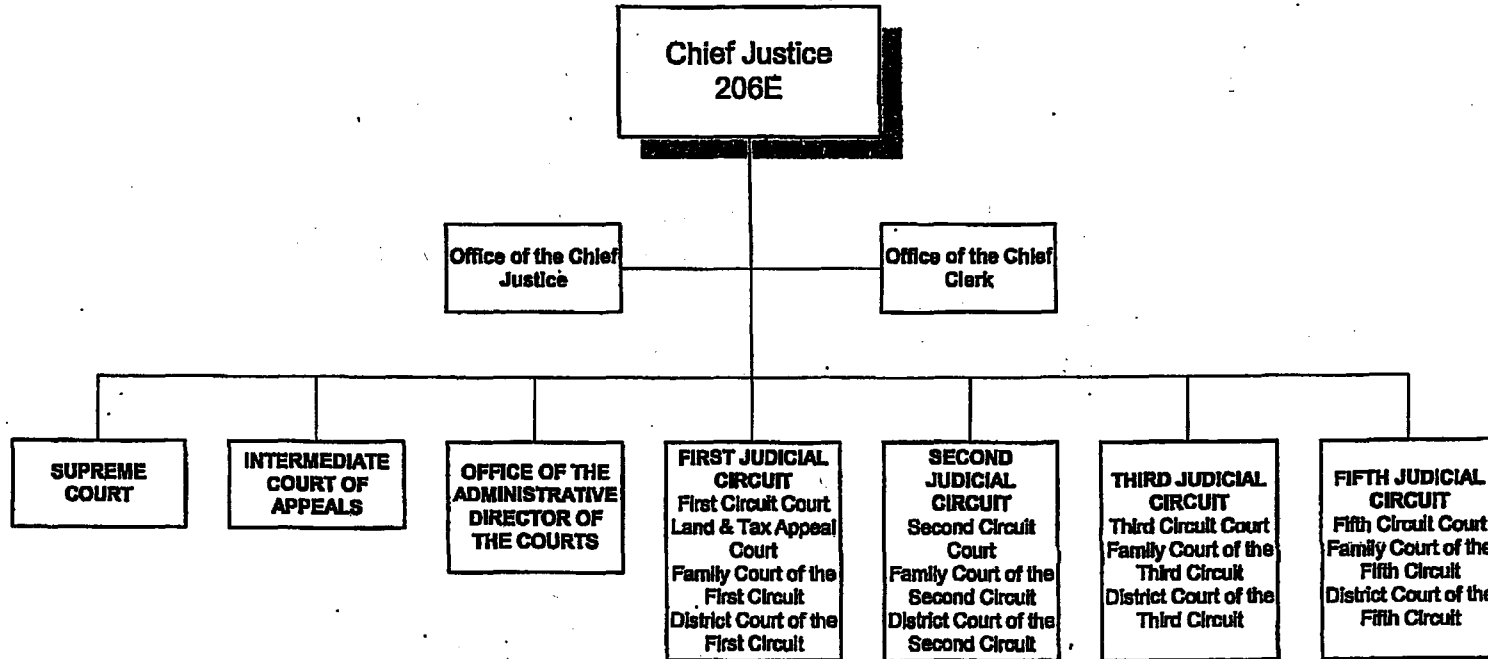 Chief Justice
206E
Office of the Chief
Justice
Office of the Chief
Clerk
SUPREME
COURT
INTERMEDIATE
COURT OF
APPEALS
OFFICE OF THE
ADMINISTRATIVE
DIRECTOR OF
THE COURTS
FIRST JUDICIAL
CIRCUIT
First Circuit Court
Land & Tax Appeal
Court
Family Court of the
First Circuit
District Court of the
First Circuit
SECOND
JUDICIAL
CIRCUIT
Second Circuit
Court
Family Court of the
Second Circuit
District Court of the
Second Circuit
THIRD JUDICIAL
CIRCUIT
Third Circuit Court
Family Court of the
Third Circuit
District Court of the
Third Circuit
FIFTH JUDICIAL
CIRCUIT
Fifth Circuit Court
Family Court of the
Fifth Circuit
District Court of the
Fifth Circuit